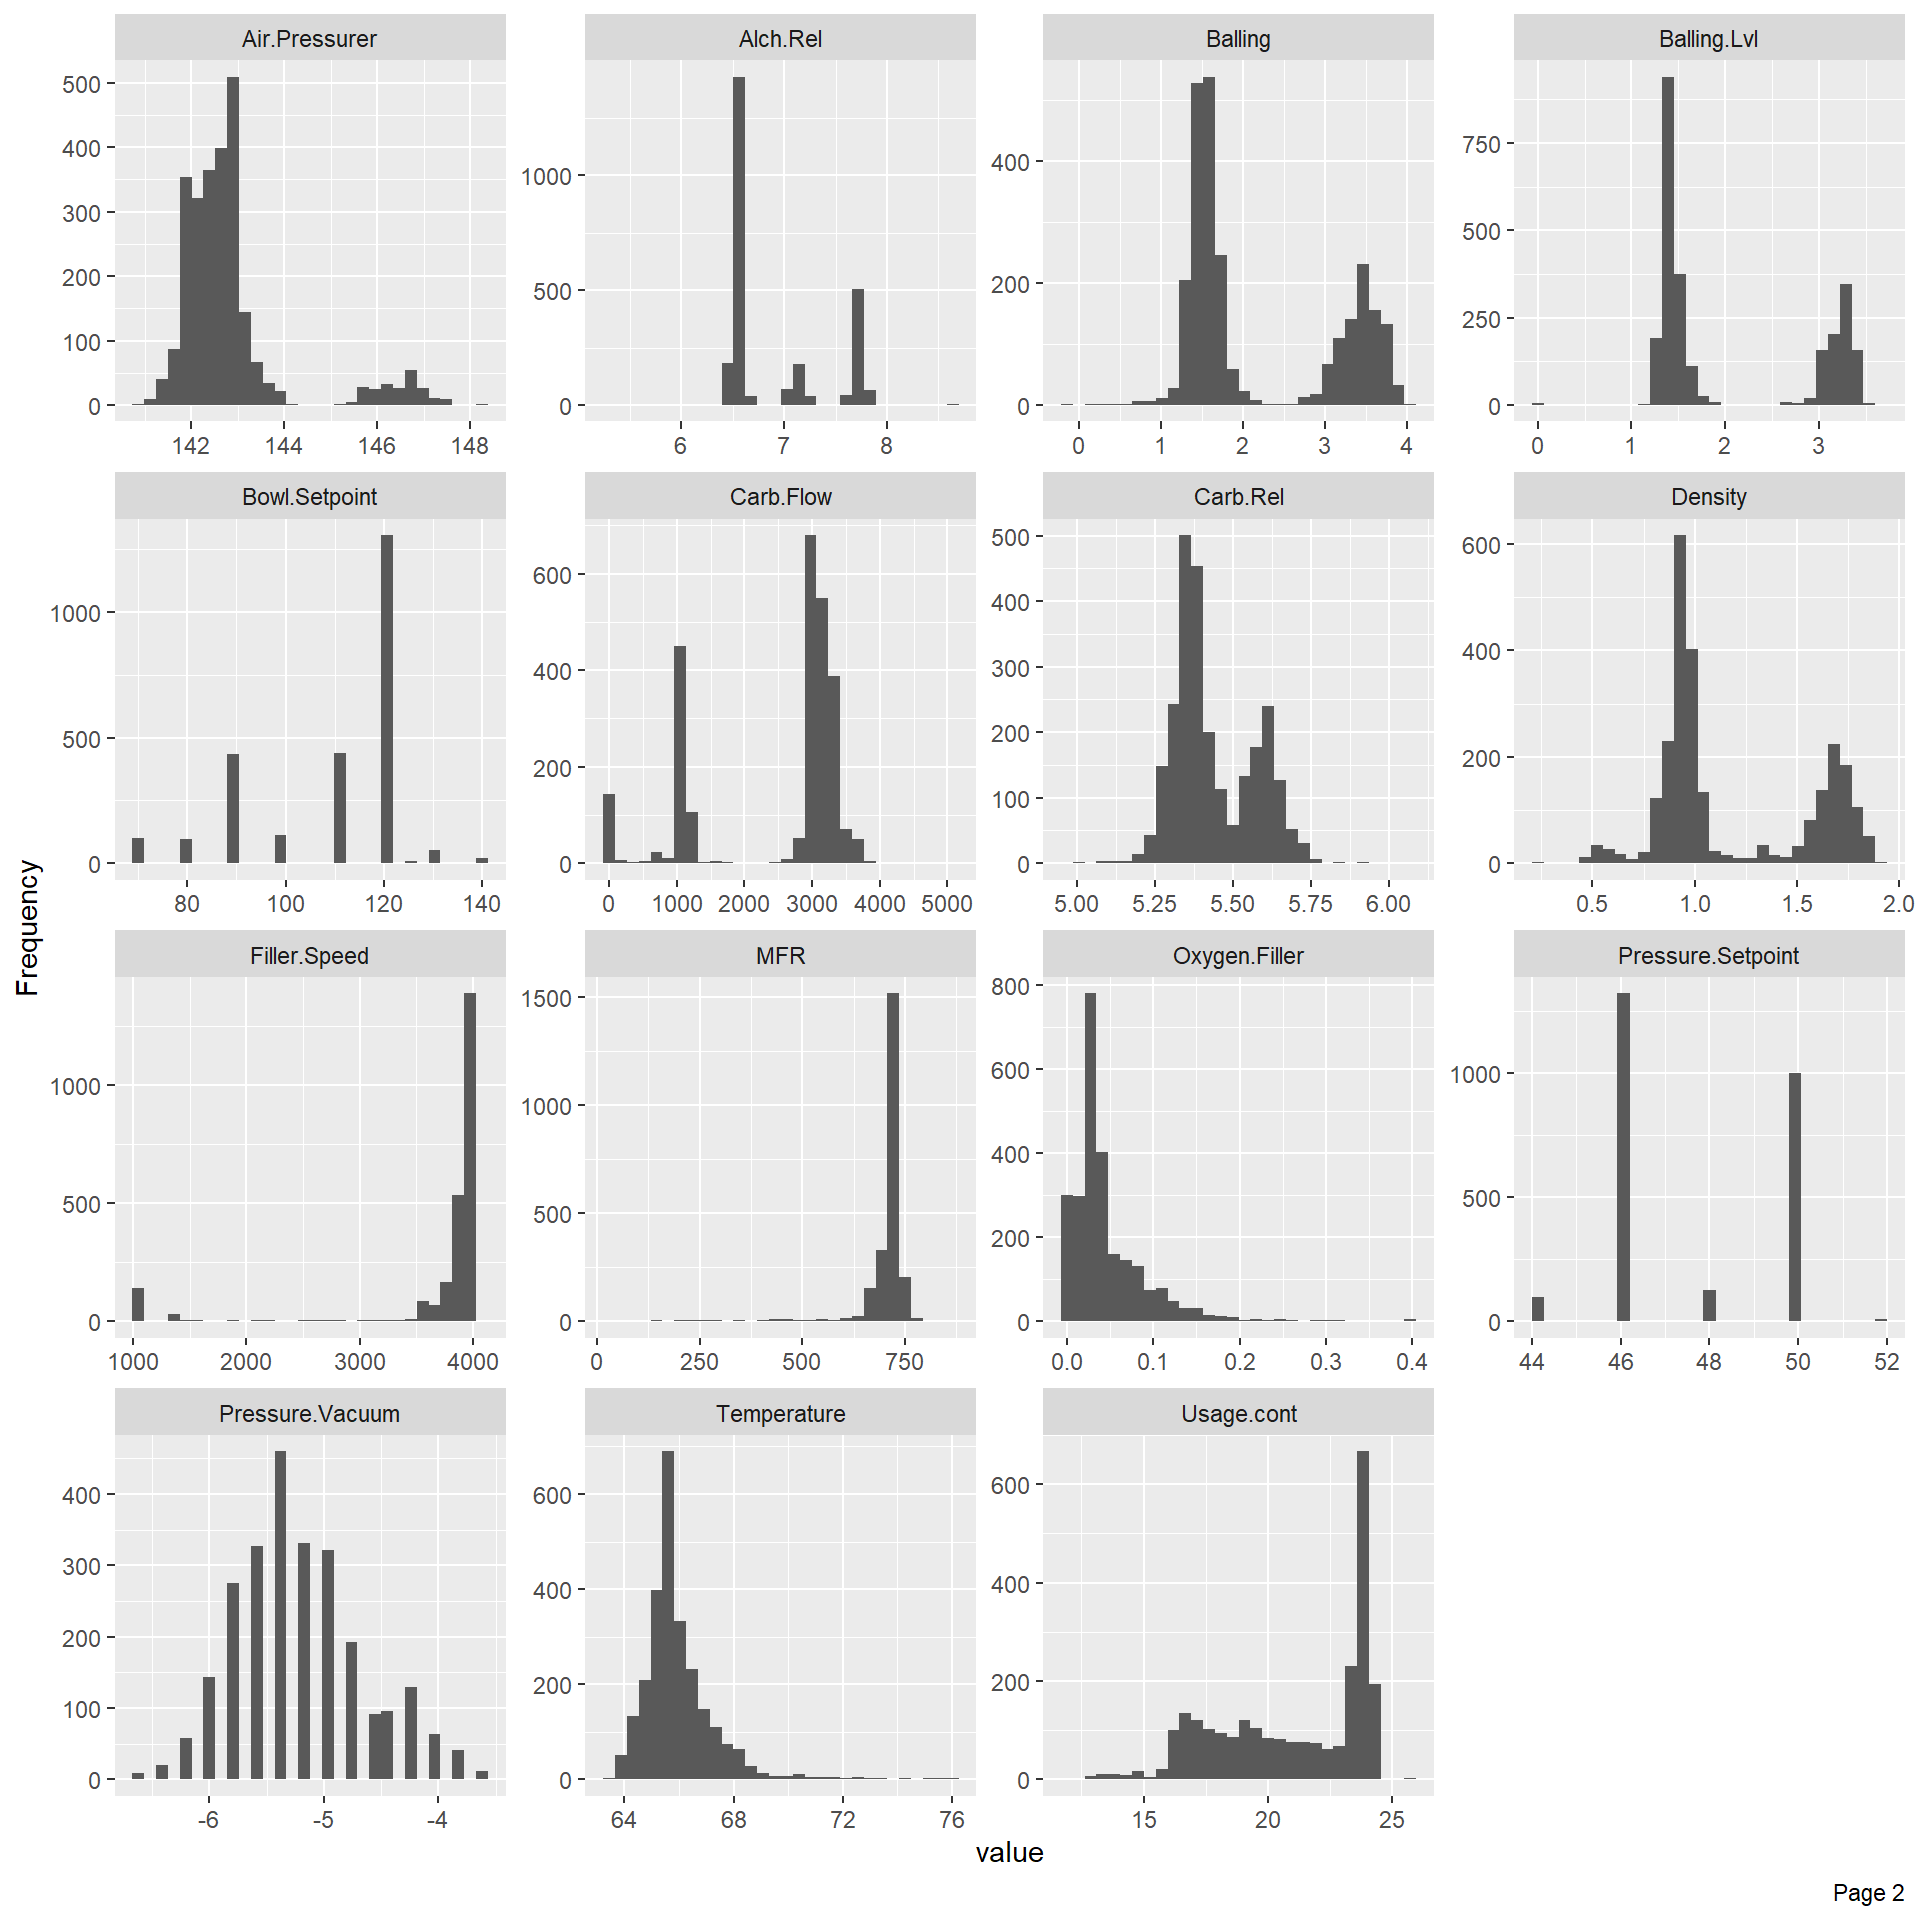 Air.Pressurer
Alch.Rel
Balling
Balling.Lvl
500
400
300
200
100
0
142 144 146 148
1000
500
0
6 7 8
400
200
0
0 1 2 3 4
750
500
250
0
0 1 2 3
Bowl.Setpoint
Carb.Flow
Carb.Rel
Density
1000
500
0
80 100 120 140
600
400
200
0
0 1000 2000 3000 4000 5000
500
400
300
200
100
0
5.00 5.25 5.50 5.75 6.00
600
400
200
0
0.5 1.0 1.5 2.0
Frequency
Filler.Speed
MFR
Oxygen.Filler
Pressure.Setpoint
1000
500
0
1000 2000 3000 4000
1500
1000
500
0
0 250 500 750
800
600
400
200
0
0.0 0.1 0.2 0.3 0.4
1000
500
0
44 46 48 50 52
Pressure.Vacuum
Temperature
Usage.cont
400
300
200
100
0
-6 -5 -4
600
400
200
0
64 68 72 76
600
400
200
0
15 20 25
value
Page 2